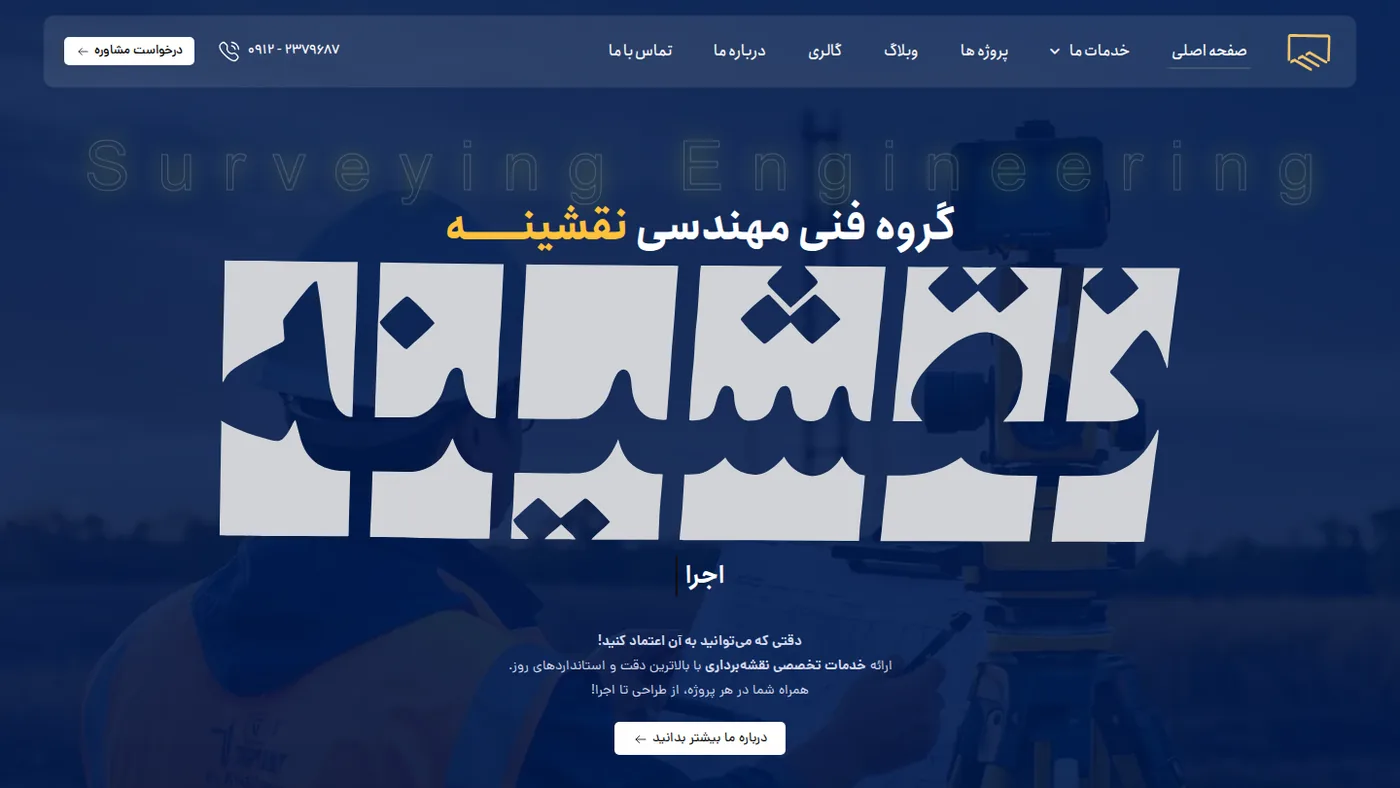 صفحه اصلی
خدمات ما
پروژه ها
وبلاگ
گالری
درباره ما
تماس با ما
۰۹۱۲ - ۲۳۷۹۶۸۷
درخواست مشاوره ←
Surveying Engineering
گروه فنی مهندسی نقشینـــــه
نقشینه
اجرا
دقتی که می‌توانید به آن اعتماد کنید!
ارائه خدمات تخصصی نقشه‌برداری با بالاترین دقت و استانداردهای روز.
همراه شما در هر پروژه، از طراحی تا اجرا!
درباره ما بیشتر بدانید ←